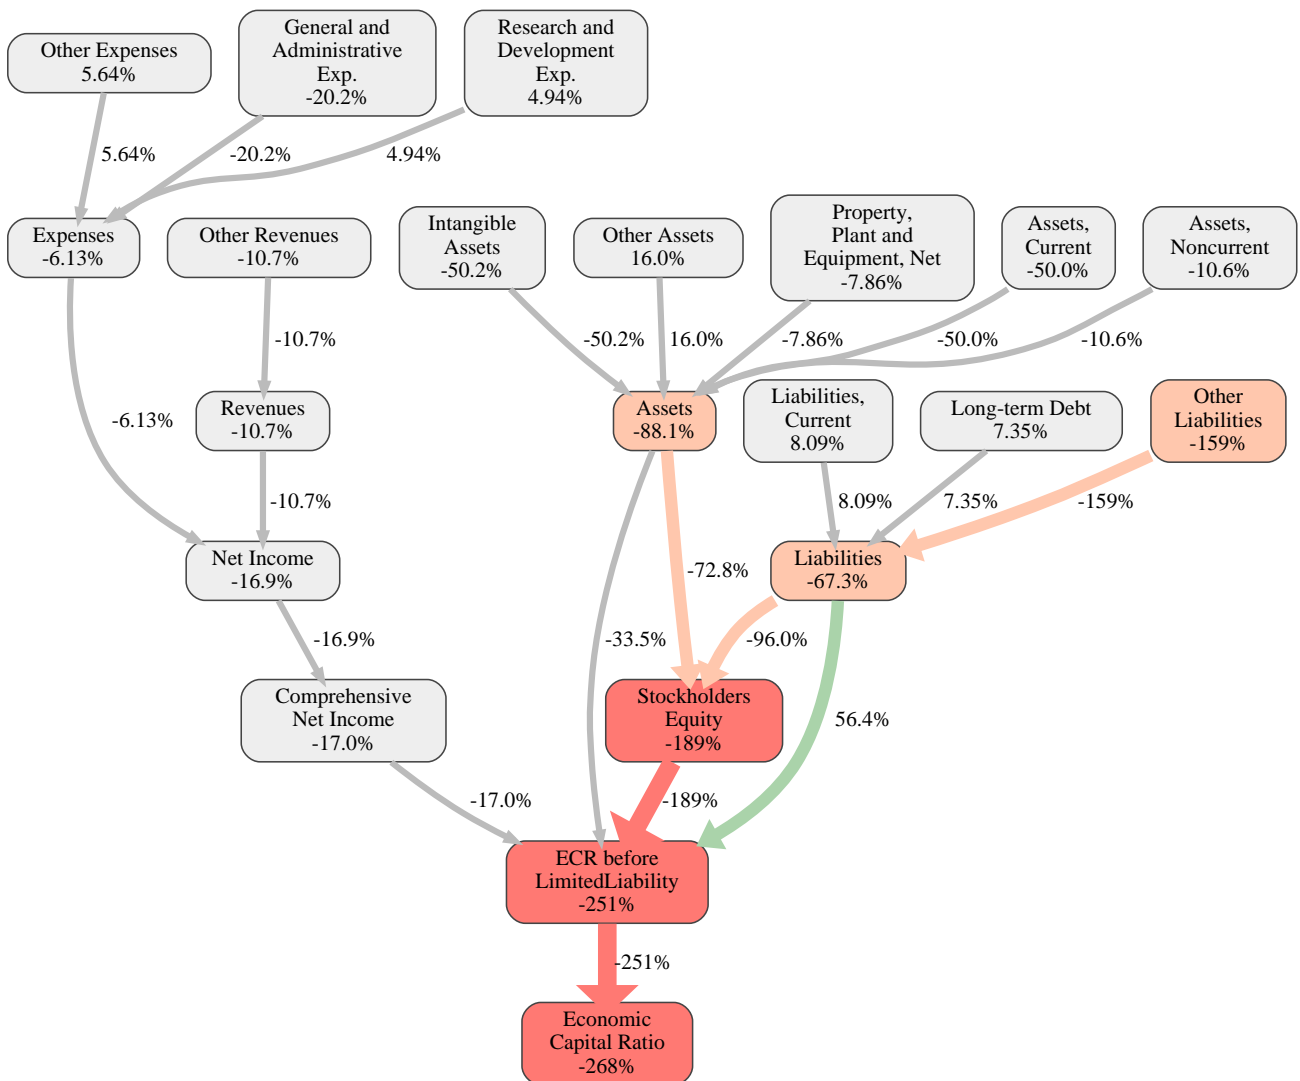 Other Expenses
5.64%
General and
Administrative
Exp.
-20.2%
Research and
Development
Exp.
4.94%
5.64%
-20.2%
4.94%
Expenses
-6.13%
Other Revenues
-10.7%
Intangible
Assets
-50.2%
Other Assets
16.0%
Property,
Plant and
Equipment, Net
-7.86%
Assets,
Current
-50.0%
Assets,
Noncurrent
-10.6%
-10.7%
-50.2%
16.0%
-7.86%
-50.0%
-10.6%
-6.13%
Revenues
-10.7%
Assets
-88.1%
Liabilities,
Current
8.09%
Long-term Debt
7.35%
Other
Liabilities
-159%
-10.7%
8.09%
7.35%
-159%
Net Income
-16.9%
-72.8%
Liabilities
-67.3%
-16.9%
-33.5%
-96.0%
Comprehensive
Net Income
-17.0%
Stockholders
Equity
-189%
56.4%
-17.0%
-189%
ECR before
LimitedLiability
-251%
-251%
Economic
Capital Ratio
-268%